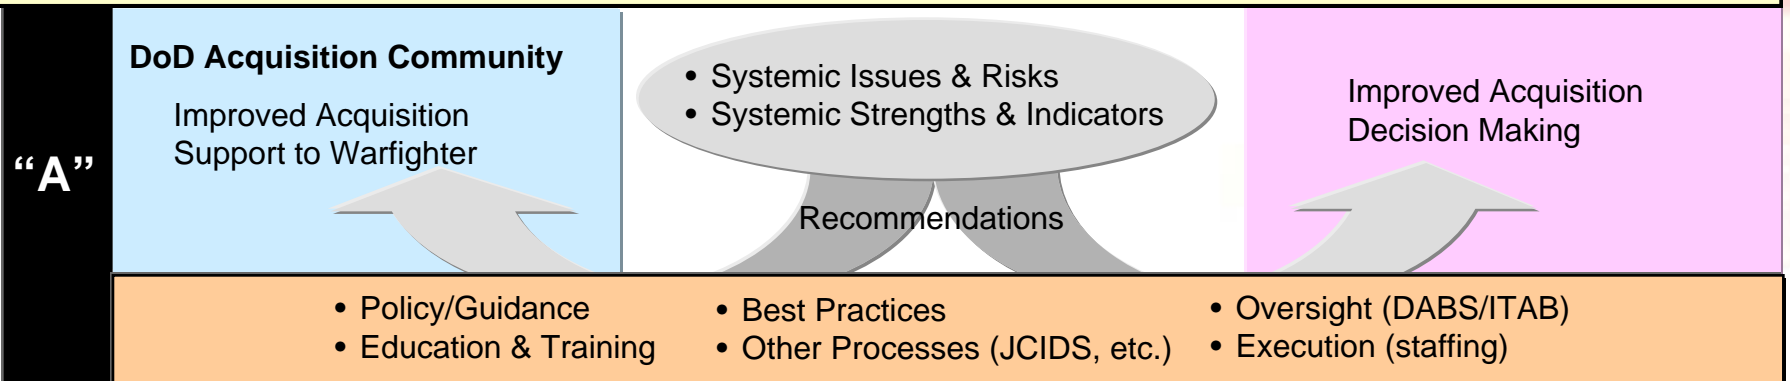 “A”
DoD Acquisition Community
Improved Acquisition
Support to Warfighter
• Systemic Issues & Risks
• Systemic Strengths & Indicators
Recommendations
Improved Acquisition
Decision Making
• Policy/Guidance
• Education & Training
• Best Practices
• Other Processes (JCIDS, etc.)
• Oversight (DABS/ITAB)
• Execution (staffing)